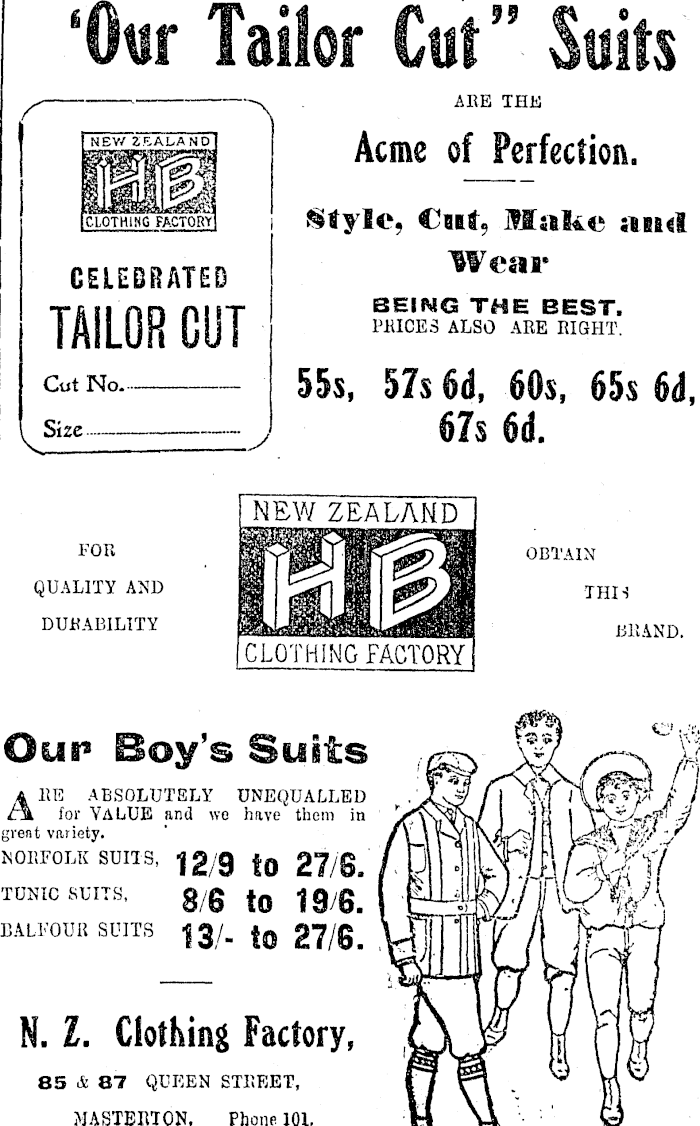 ‘Our Tailor Cut” Suits
NEW ZEALAND
HB
CLOTHING FACTORY
CELEBRATED
TAILOR CUT
Cut No.
Size
ARE THE
Acme of Perfection.
Style, Cut, Make and
Wear
BEING THE BEST.
PRICES ALSO ARE RIGHT.
55s, 57s 6d, 60s, 65s 6d,
67s 6d.
FOR
QUALITY AND
DURABILITY
NEW ZEALAND
HB
CLOTHING FACTORY
OBTAIN
THIS
BRAND.
Our Boy's Suits
ARE ABSOLUTELY UNEQUALLED
for VALUE and we have them in
great variety.
NORFOLK SUITS, 12/9 to 27/6.
TUNIC SUITS, 8/6 to 19/6.
BALFOUR SUITS 13/- to 27/6.
N. Z. Clothing Factory,
85 & 87 QUEEN STREET,
MASTERTON. Phone 101.